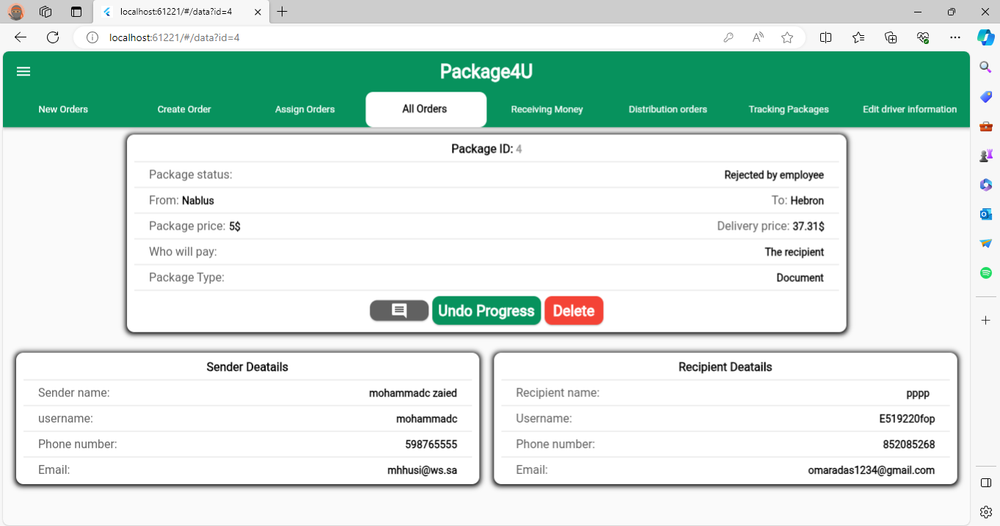 localhost:61221/#/data?id=4
localhost:61221/#/data?id=4
Package4U
New Orders Create Order Assign Orders All Orders Receiving Money Distribution orders Tracking Packages Edit driver information
Package ID: 4
Package status: Rejected by employee
From: Nablus To: Hebron
Package price: 5$ Delivery price: 37.31$
Who will pay: The recipient
Package Type: Document
Undo Progress Delete
Sender Deatails
Sender name: mohammadc zaied
username: mohammadc
Phone number: 598765555
Email: mhhusi@ws.sa
Recipient Deatails
Recipient name: pppp
Username: E519220fop
Phone number: 852085268
Email: omaradas1234@gmail.com